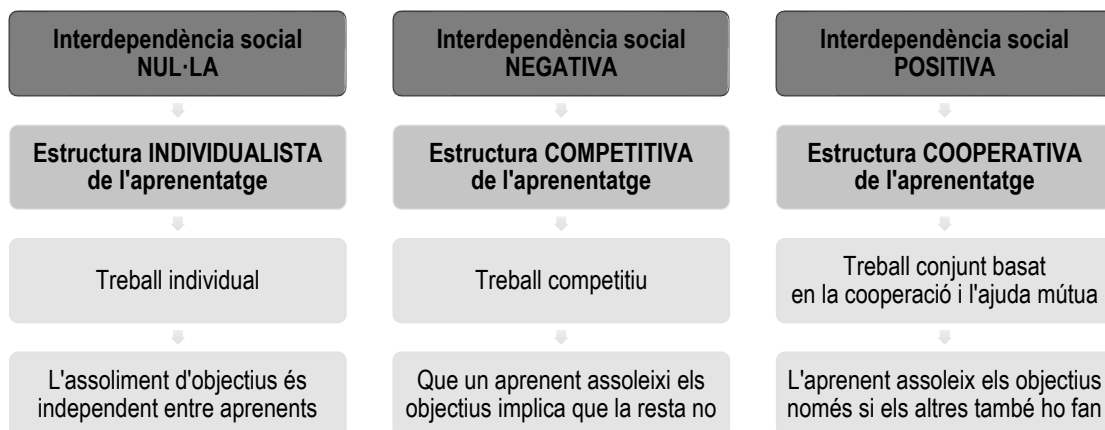 Interdependència social
NUL·LA
Estructura INDIVIDUALISTA
de l'aprenentatge
Treball individual
L'assoliment d'objectius és
independent entre aprenents
Interdependència social
NEGATIVA
Estructura COMPETITIVA
de l'aprenentatge
Treball competitiu
Que un aprenent assoleixi els
objectius implica que la resta no
Interdependència social
POSITIVA
Estructura COOPERATIVA
de l'aprenentatge
Treball conjunt basat
en la cooperació i l'ajuda mútua
L'aprenent assoleix els objectius
només si els altres també ho fan